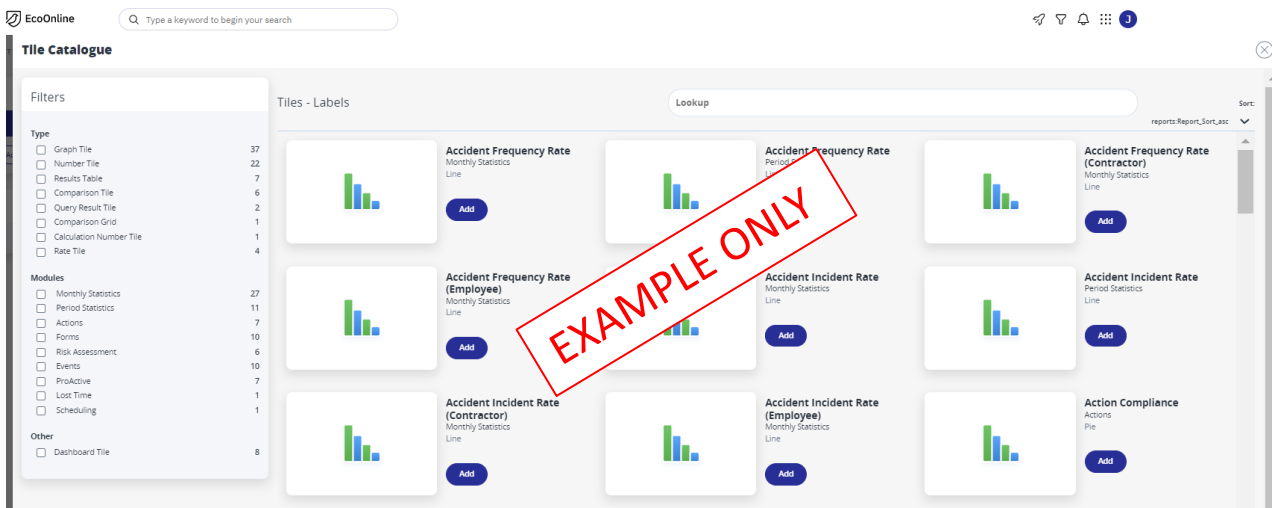 EcoOnline
Type a keyword to begin your search
J
Tile Catalogue
Filters
Type
Graph Tile 37
Number Tile 22
Results Table 7
Comparison Tile 6
Query Result Tile 2
Comparison Grid 1
Calculation Number Tile 1
Rate Tile 4
Modules
Monthly Statistics 27
Period Statistics 11
Actions 7
Forms 10
Risk Assessment 6
Events 10
ProActive 7
Lost Time 1
Scheduling 1
Other
Dashboard Tile 8
Tiles - Labels
Lookup
Sort:
reports:Report_Sort_asc
Accident Frequency Rate
Monthly Statistics
Line
Add
Accident Frequency Rate
Period
Accident Frequency Rate
(Contractor)
Monthly Statistics
Line
Add
Accident Frequency Rate
(Employee)
Monthly Statistics
Line
Add
Accident Incident Rate
Monthly Statistics
Line
Add
Accident Incident Rate
Period Statistics
Line
Add
Accident Incident Rate
(Contractor)
Monthly Statistics
Line
Add
Accident Incident Rate
(Employee)
Monthly Statistics
Line
Add
Action Compliance
Actions
Pie
Add
EXAMPLE ONLY